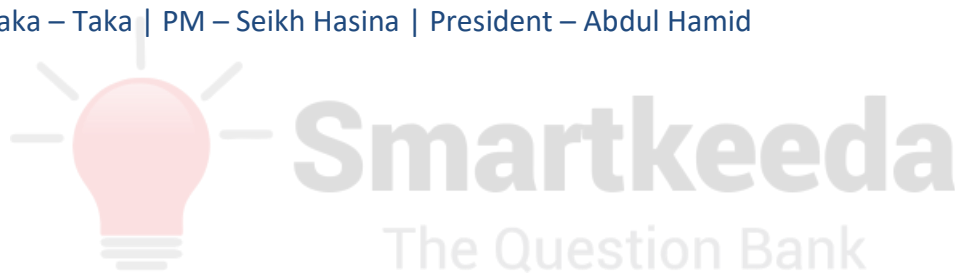 aka – Taka | PM – Seikh Hasina | President – Abdul Hamid
Smartkeeda
The Question Bank